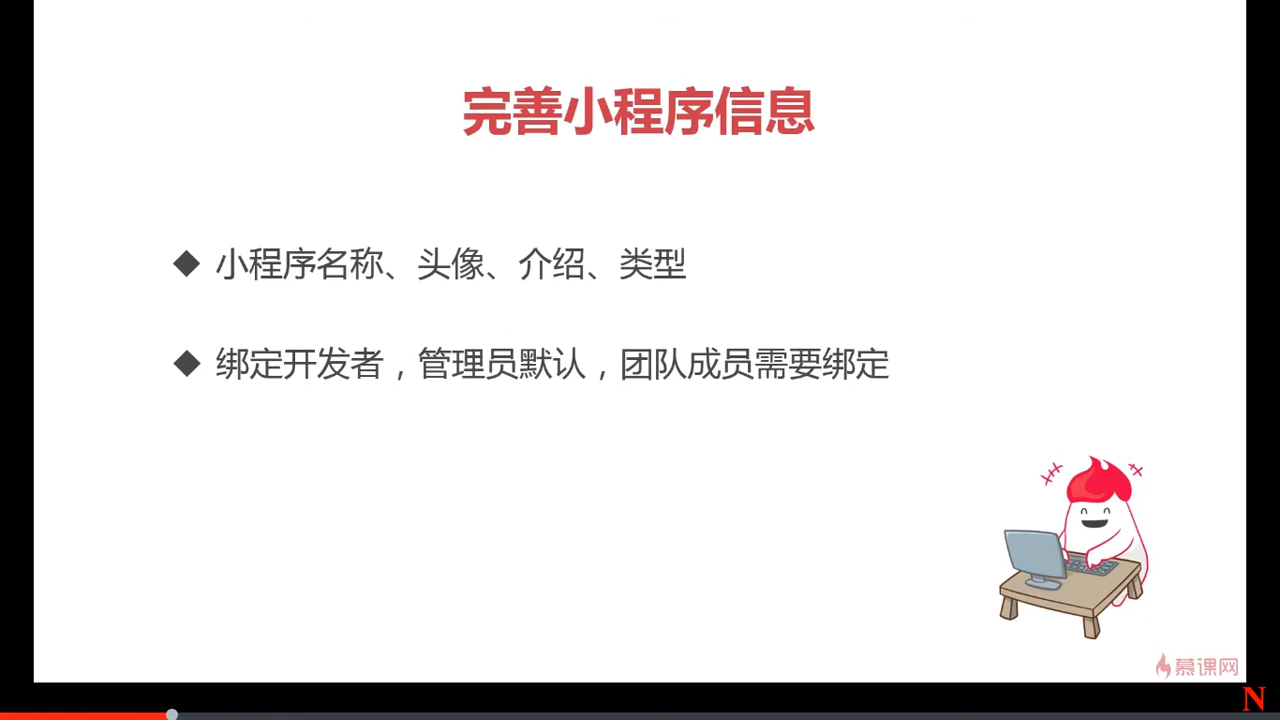 完善小程序信息
◆ 小程序名称、头像、介绍、类型
◆ 绑定开发者，管理员默认，团队成员需要绑定
慕课网
N